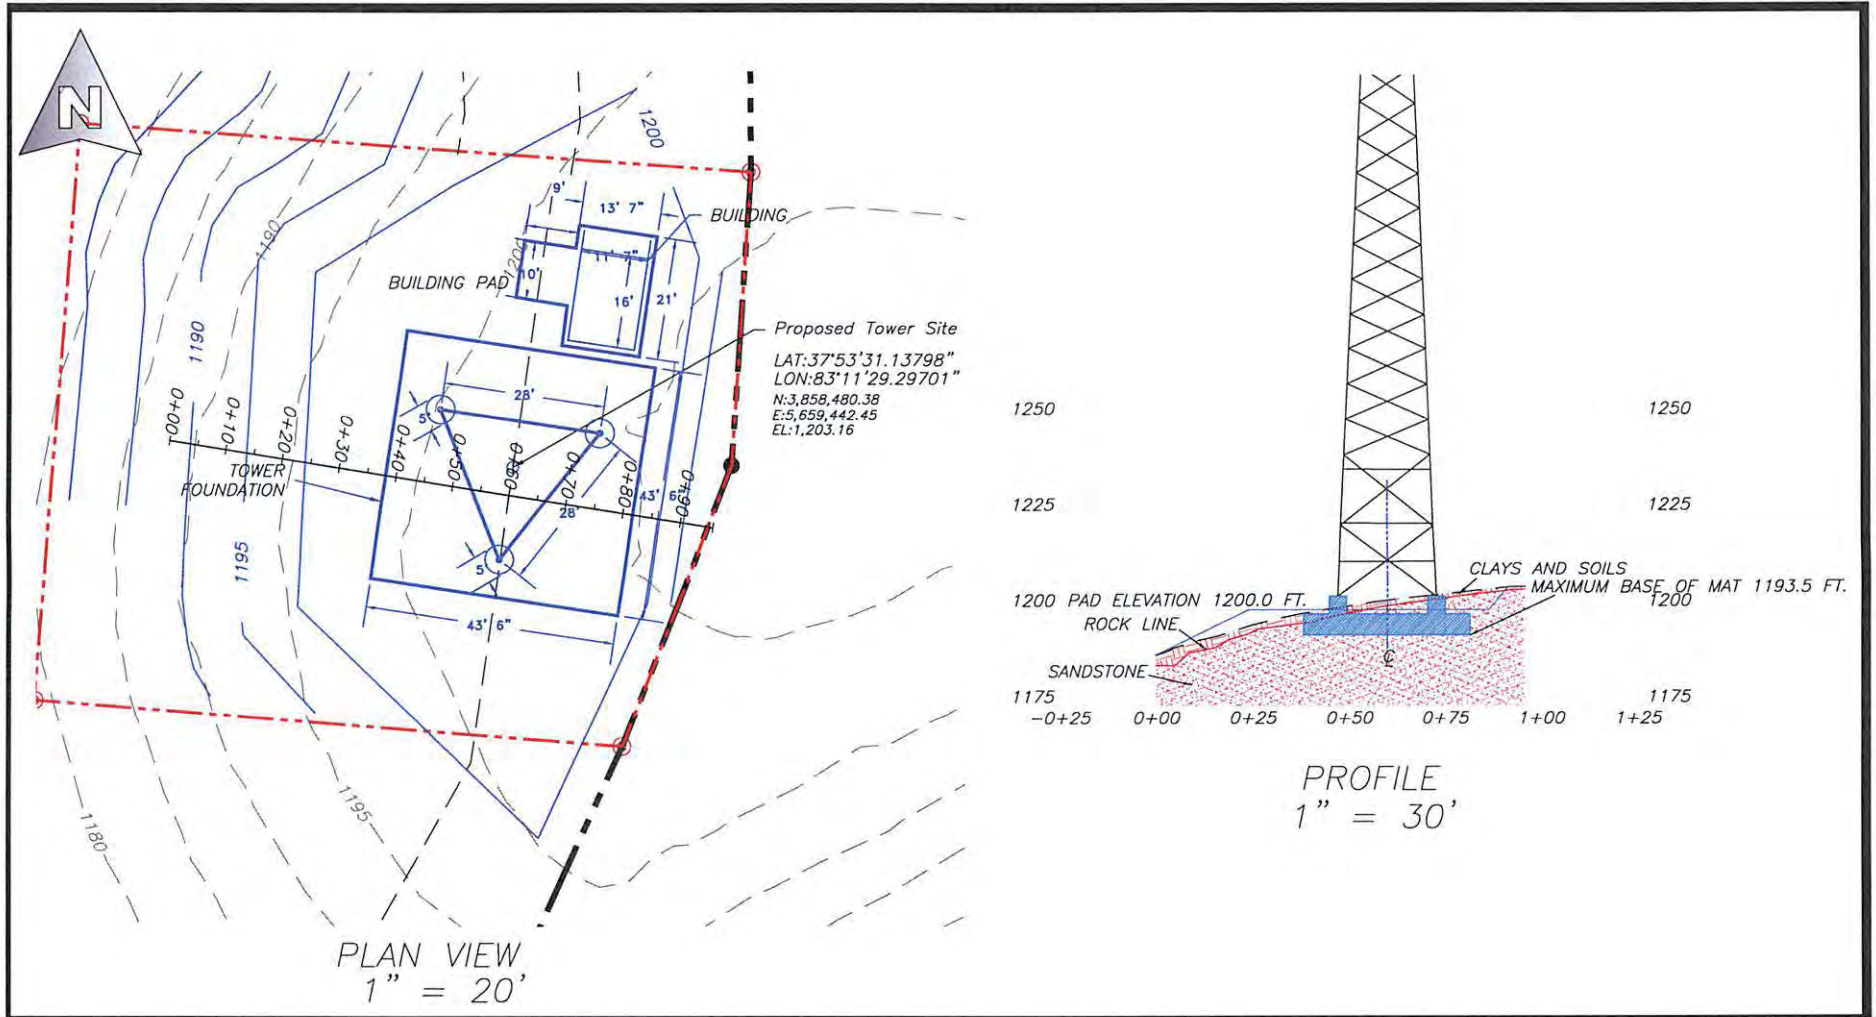 N
1200
9'
13' 7"
BUILDING
1190
1200
11' 7"
10'
BUILDING PAD
16'
21'
Proposed Tower Site
LAT:37°53'31.13798"
LON:83°11'29.29701"
N:3,858,480.38
E:5,659,442.45
EL:1,203.16
1190
28'
5'
0+00
0+10
0+20
0+30
0+40
0+50
0+60
0+70
0+80
0+90
TOWER
FOUNDATION
43' 6"
28'
1195
5'
43' 6"
1195
1180
PLAN VIEW
1" = 20'
1250
1250
1225
1225
CLAYS AND SOILS
MAXIMUM BASE OF MAT 1193.5 FT.
1200
PAD ELEVATION 1200.0 FT.
1200
ROCK LINE
SANDSTONE
1175
1175
-0+25
0+00
0+25
0+50
0+75
1+00
1+25
PROFILE
1" = 30'